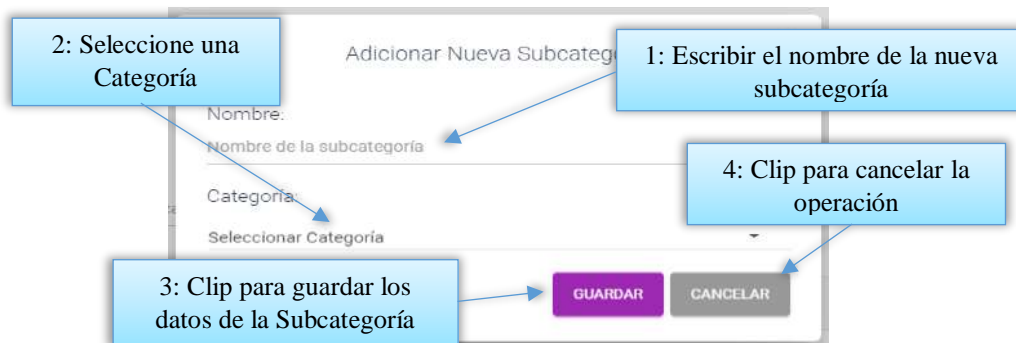 2: Seleccione una
Categoría
Adicionar Nueva Subcateg
1: Escribir el nombre de la nueva
subcategoría
Nombre:
Nombre de la subcategoría
4: Clip para cancelar la
operación
Categoría:
Seleccionar Categoría
3: Clip para guardar los
datos de la Subcategoría
GUARDAR
CANCELAR